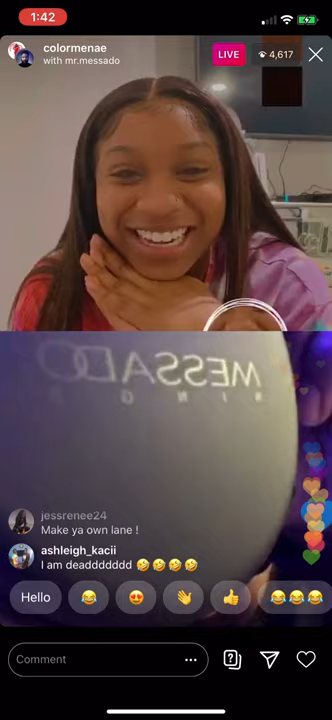 1:42
colormenae
with mr.messado
LIVE
4,617
MESSADO
SING
jessrenee24
Make ya own lane !
ashleigh_kacii
I am deaddddddd 🤣🤣🤣🤣
Hello
😂
😍
👋
👍
😂😂😂
Comment